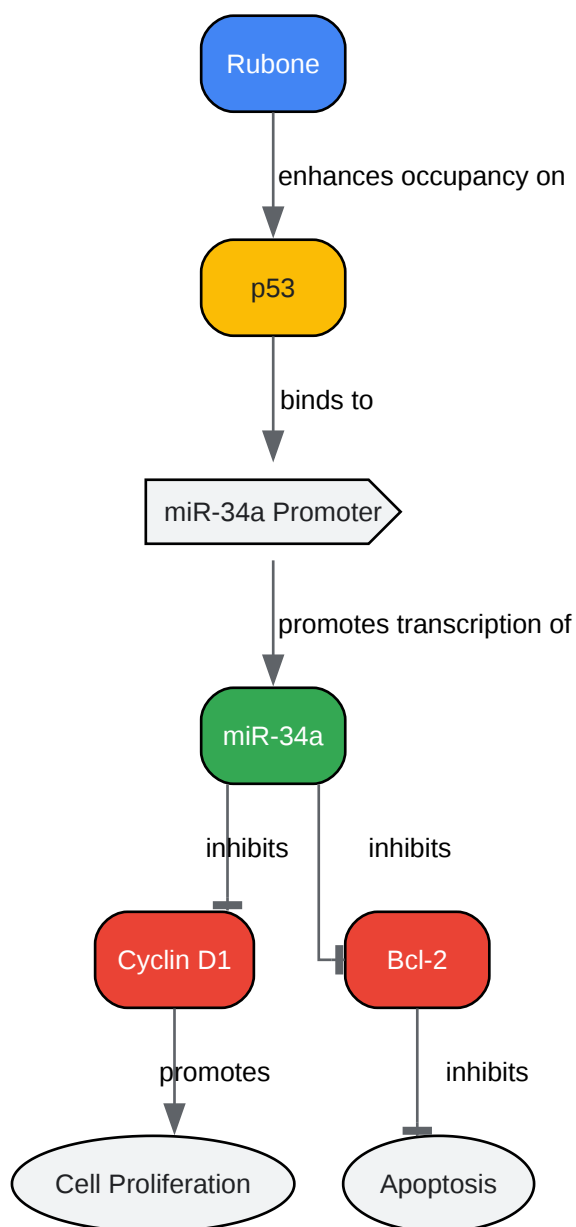 Rubone
enhances occupancy on
p53
binds to
miR-34a Promoter
promotes transcription of
miR-34a
inhibits
inhibits
Cyclin D1
Bcl-2
promotes
inhibits
Cell Proliferation
Apoptosis